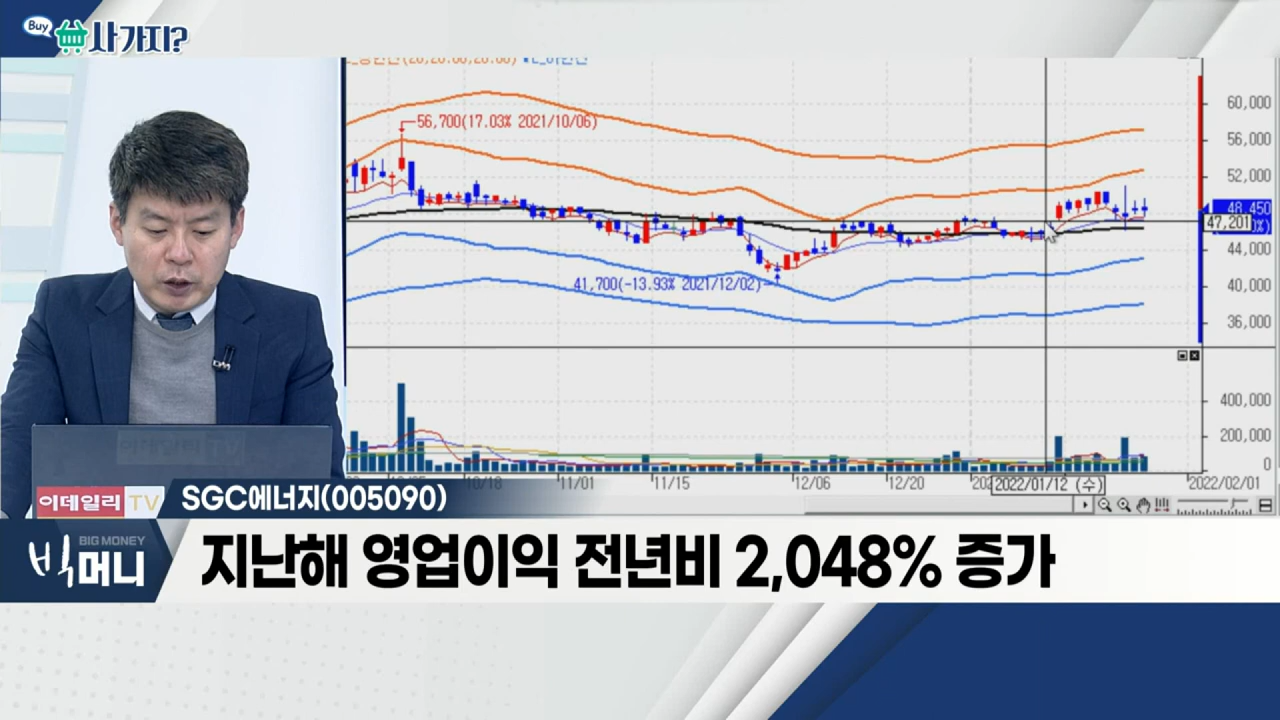 Buy 사 가지?
56,700(17.03% 2021/10/06)
41,700(-13.93% 2021/12/02)
60,000
56,000
52,000
48,450
47,201
44,000
40,000
36,000
400,000
200,000
0
10/18
11/01
11/15
12/06
12/20
2022/01/12 (수)
2022/02/01
이데일리TV
SGC에너지(005090)
BIG MONEY
빅머니
지난해 영업이익 전년비 2,048% 증가